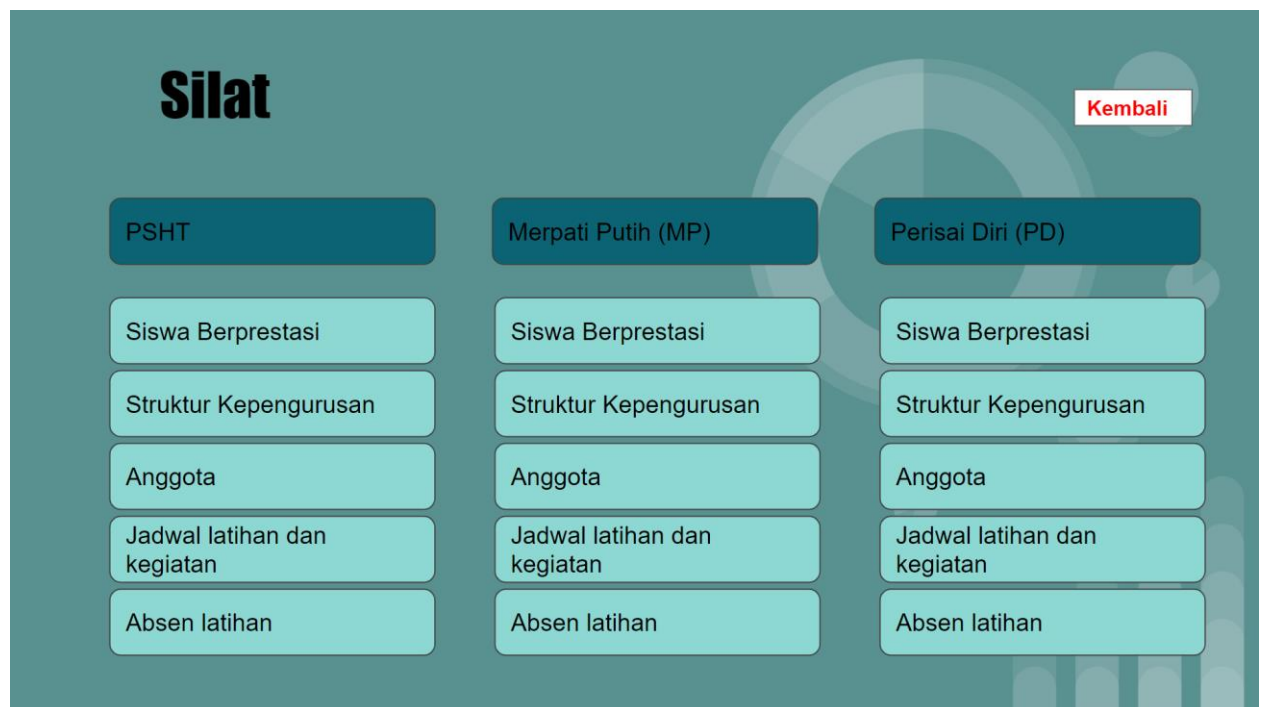 Silat
Kembali
PSHT
Merpati Putih (MP)
Perisai Diri (PD)
Siswa Berprestasi
Siswa Berprestasi
Siswa Berprestasi
Struktur Kepengurusan
Struktur Kepengurusan
Struktur Kepengurusan
Anggota
Anggota
Anggota
Jadwal latihan dan
kegiatan
Jadwal latihan dan
kegiatan
Jadwal latihan dan
kegiatan
Absen latihan
Absen latihan
Absen latihan